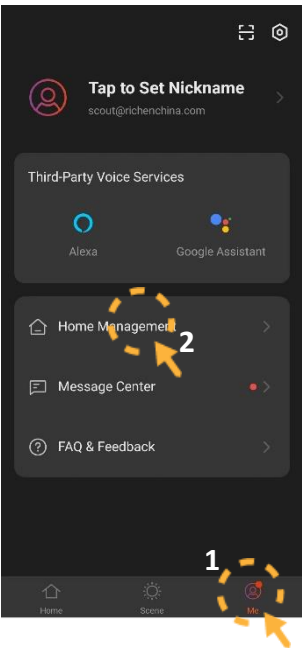 Tap to Set Nickname
scout@richenchina.com
Third-Party Voice Services
Alexa Google Assistant
Home Management
2
Message Center
FAQ & Feedback
1
Home Scene Me